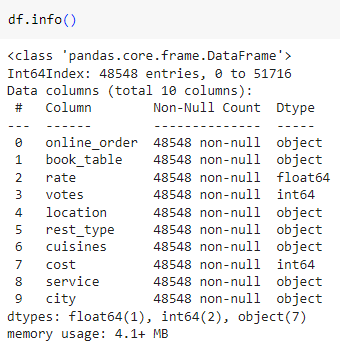 df.info()
<class 'pandas.core.frame.DataFrame'>
Int64Index: 48548 entries, 0 to 51716
Data columns (total 10 columns):
 #   Column        Non-Null Count  Dtype
---  ------        --------------  -----
 0   online_order  48548 non-null  object
 1   book_table    48548 non-null  object
 2   rate          48548 non-null  float64
 3   votes         48548 non-null  int64
 4   location      48548 non-null  object
 5   rest_type     48548 non-null  object
 6   cuisines      48548 non-null  object
 7   cost          48548 non-null  int64
 8   service       48548 non-null  object
 9   city          48548 non-null  object
dtypes: float64(1), int64(2), object(7)
memory usage: 4.1+ MB